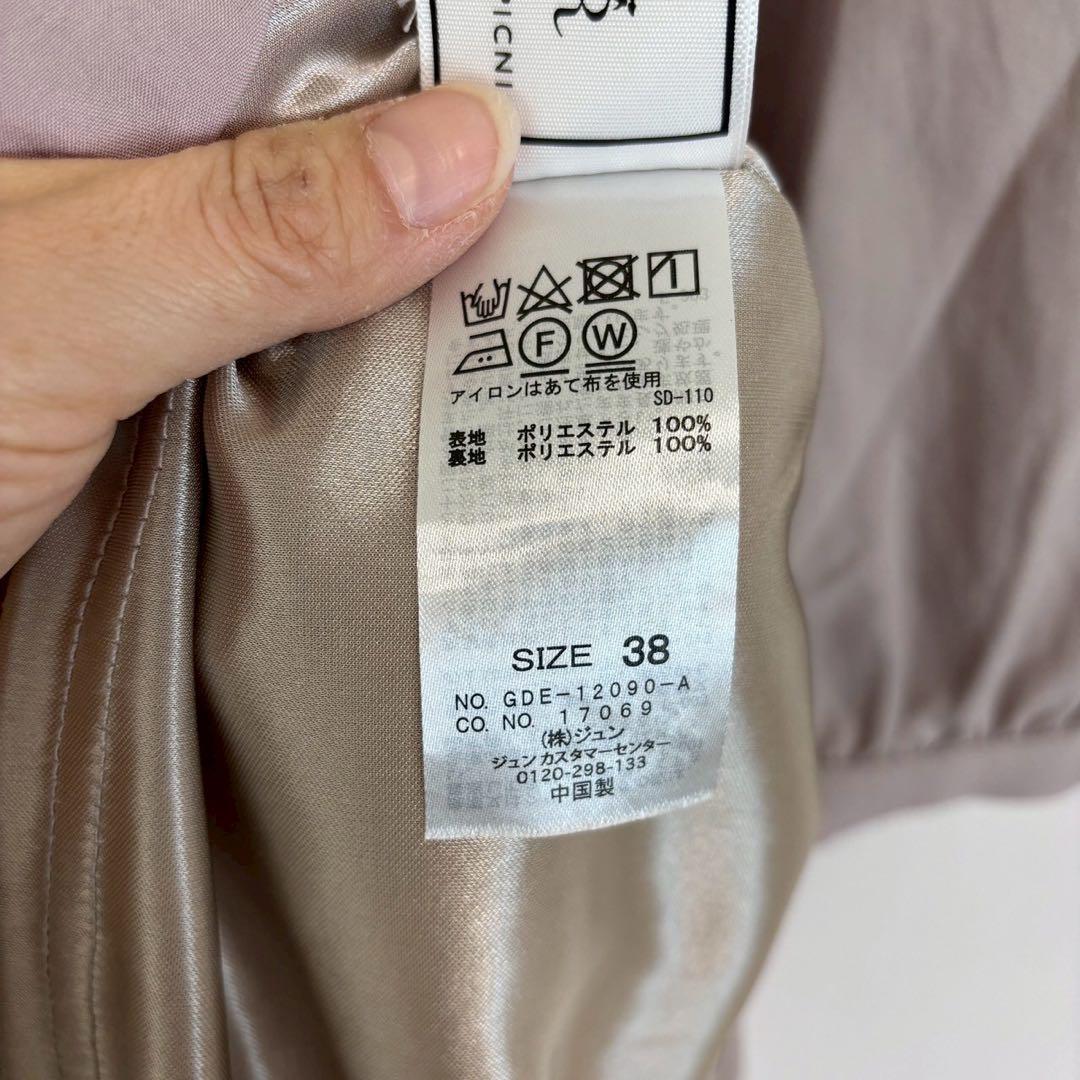 PICNI
F W
アイロンはあて布を使用
SD-110
表地 ポリエステル 100%
裏地 ポリエステル 100%
SIZE 38
NO. GDE-12090-A
CO. NO. 17069
(株)ジュン
ジュンカスタマーセンター
0120-298-133
中国製